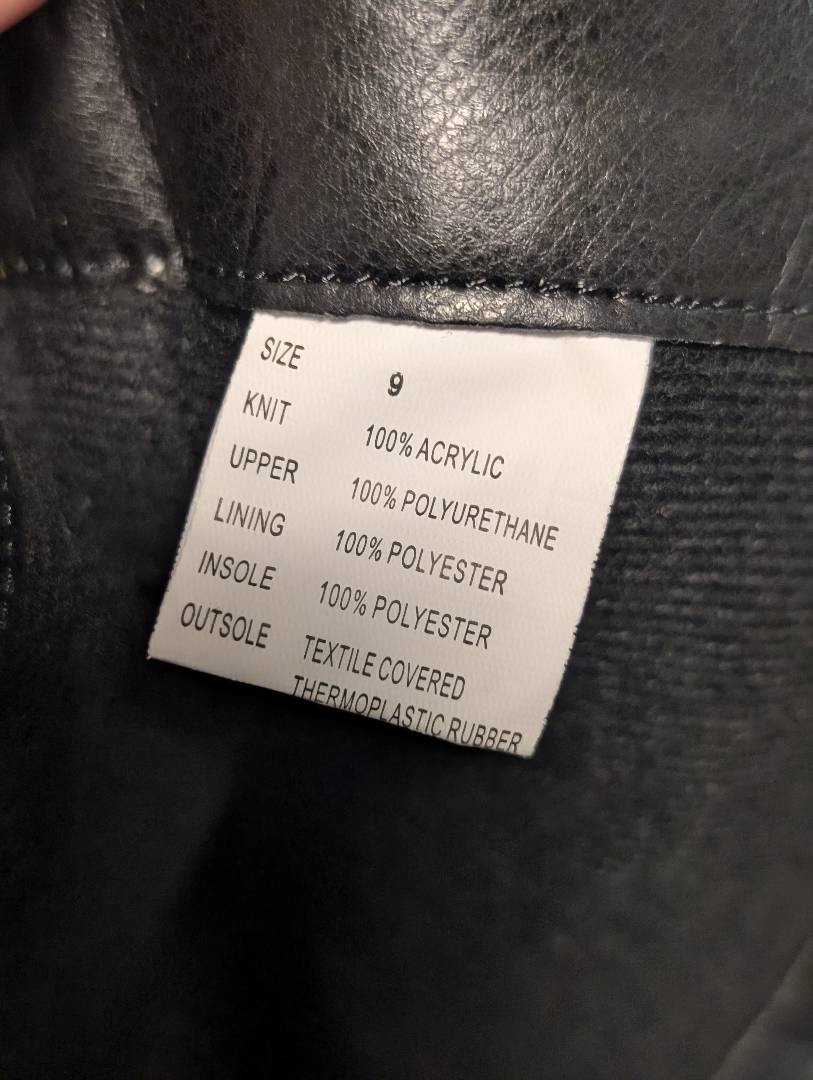 SIZE 9
KNIT 100% ACRYLIC
UPPER 100% POLYURETHANE
LINING 100% POLYESTER
INSOLE 100% POLYESTER
OUTSOLE TEXTILE COVERED
THERMOPLASTIC RUBBER